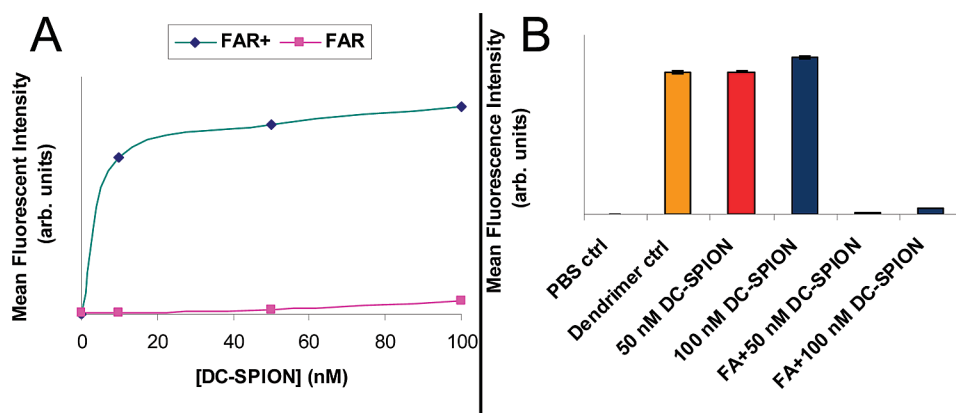 A
FAR+
FAR
Mean Fluorescent Intensity
(arb. units)
0
20
40
60
80
100
[DC-SPION] (nM)
B
Mean Fluorescence Intensity
(arb. units)
PBS ctrl
Dendrimer ctrl
50 nM DC-SPION
100 nM DC-SPION
FA+50 nM DC-SPION
FA+100 nM DC-SPION